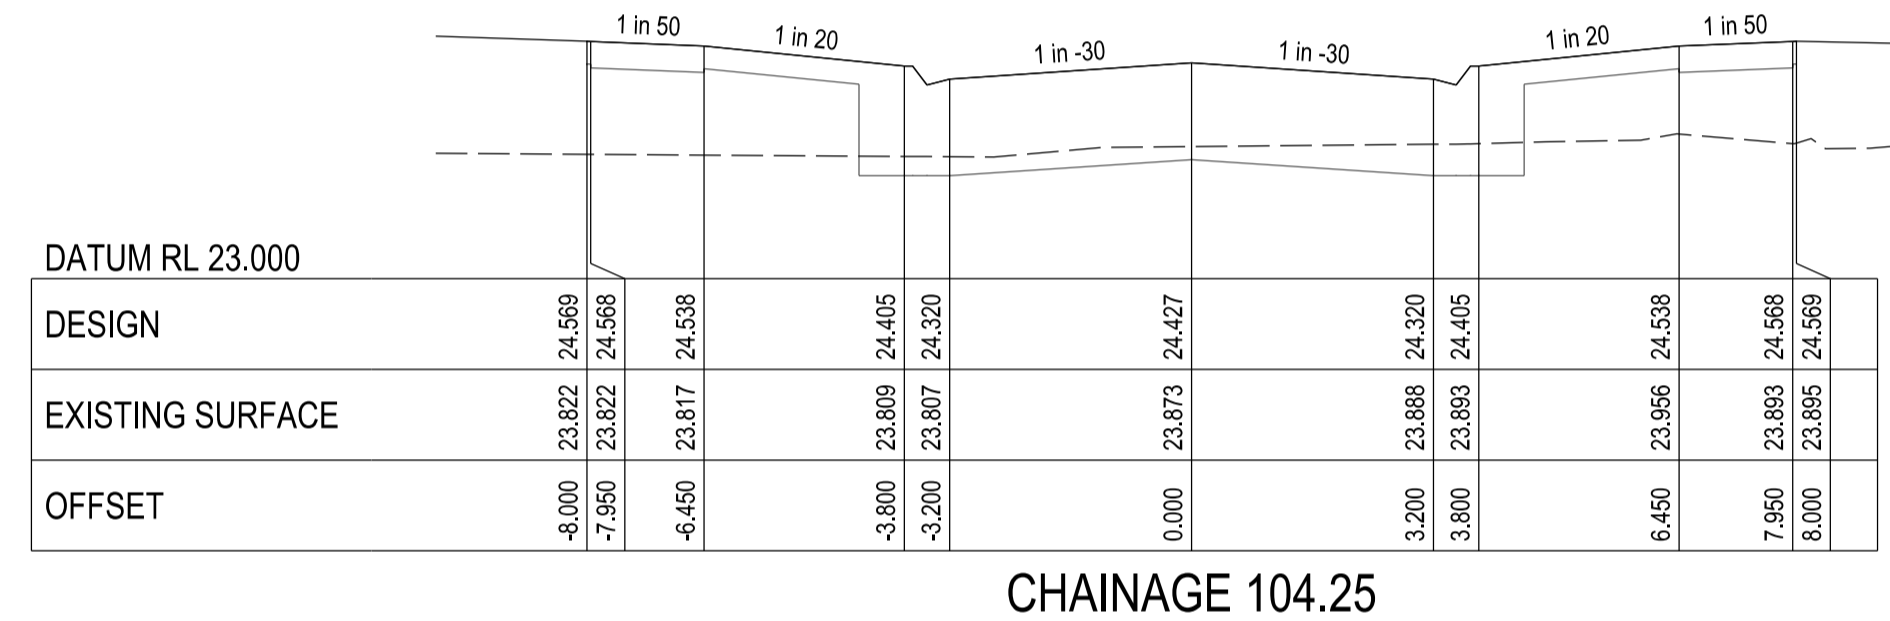 1 in 50 1 in 20 1 in -30 1 in -30 1 in 20 1 in 50
DATUM RL 23.000
DESIGN 24.569 24.568 24.538 24.405 24.320 24.427 24.320 24.405 24.538 24.568 24.569
EXISTING SURFACE 23.822 23.822 23.817 23.809 23.807 23.873 23.888 23.893 23.956 23.893 23.895
OFFSET -8.000 -7.950 -6.450 -3.800 -3.200 0.000 3.200 3.800 6.450 7.950 8.000
CHAINAGE 104.25